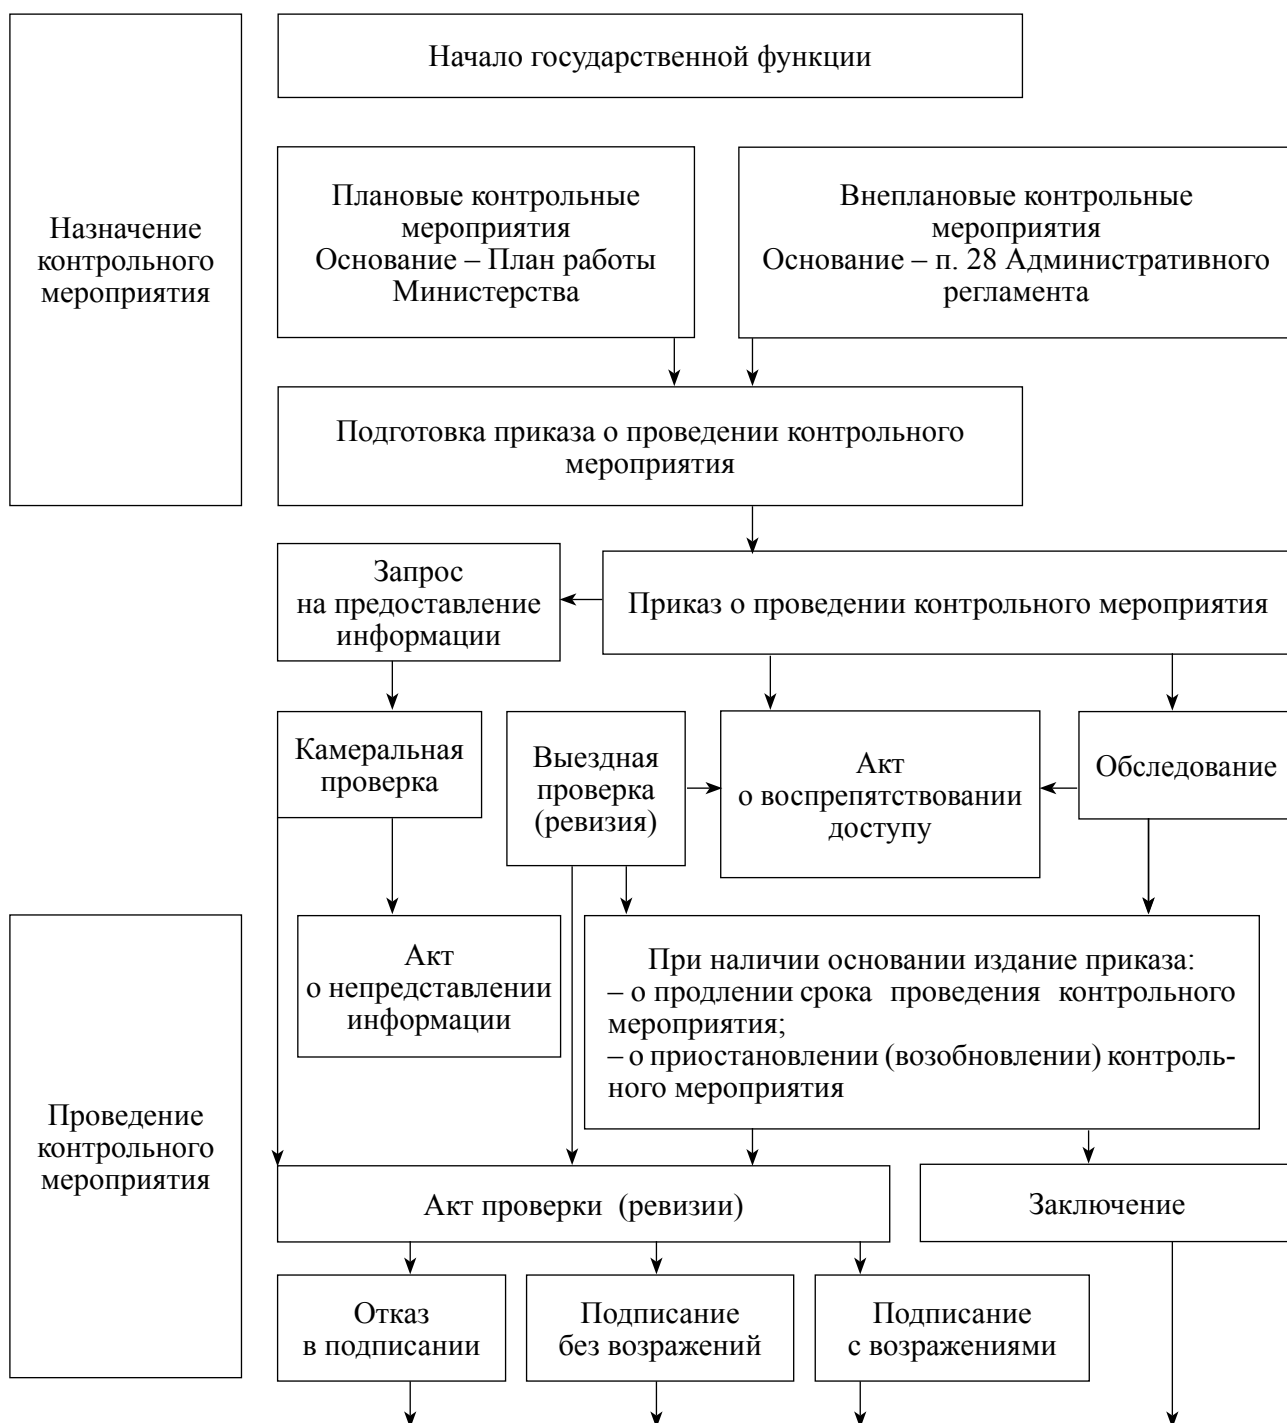 Начало государственной функции
Назначение
контрольного
мероприятия
Плановые контрольные
мероприятия
Основание – План работы
Министерства
Внеплановые контрольные
мероприятия
Основание – п. 28 Административного
регламента
Подготовка приказа о проведении контрольного
мероприятия
Запрос
на предоставление
информации
Приказ о проведении контрольного мероприятия
Камеральная
проверка
Выездная
проверка
(ревизия)
Акт
о воспрепятствовании
доступу
Обследование
Проведение
контрольного
мероприятия
Акт
о непредставлении
информации
При наличии основании издание приказа:
– о продлении срока проведения контрольного
мероприятия;
– о приостановлении (возобновлении) контроль-
ного мероприятия
Акт проверки (ревизии)
Заключение
Отказ
в подписании
Подписание
без возражений
Подписание
с возражениями